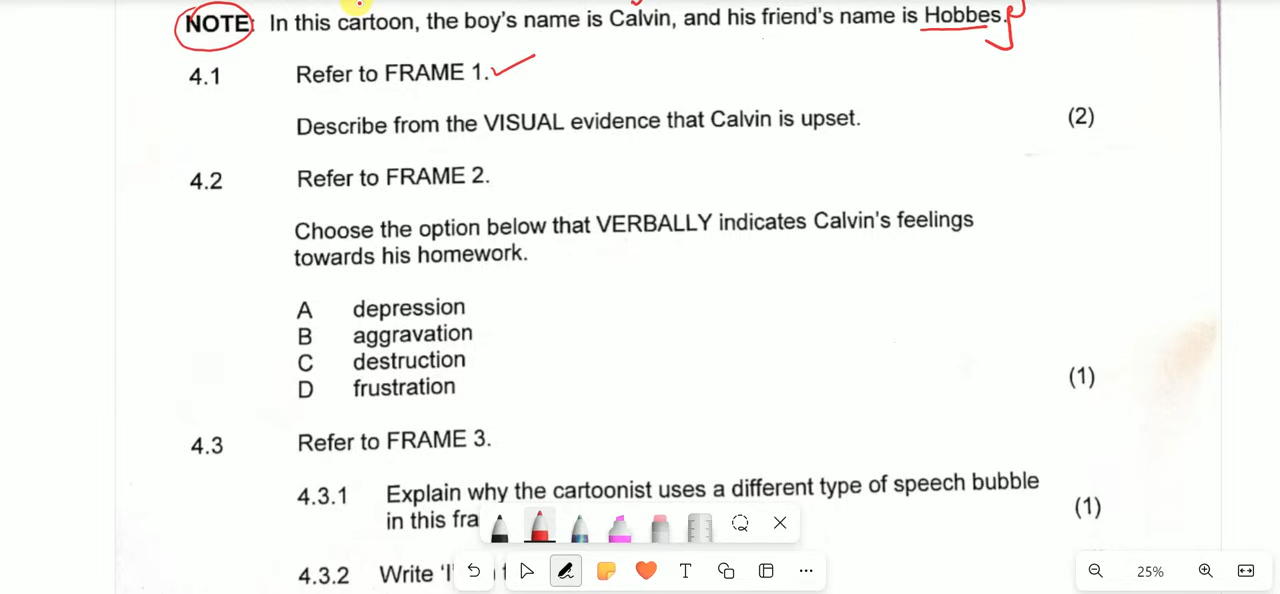 NOTE: In this cartoon, the boy's name is Calvin, and his friend's name is Hobbes.
4.1 Refer to FRAME 1.
Describe from the VISUAL evidence that Calvin is upset. (2)
4.2 Refer to FRAME 2.
Choose the option below that VERBALLY indicates Calvin's feelings
towards his homework.
A depression
B aggravation
C destruction
D frustration (1)
4.3 Refer to FRAME 3.
4.3.1 Explain why the cartoonist uses a different type of speech bubble
in this (1)
4.3.2 Write
25%